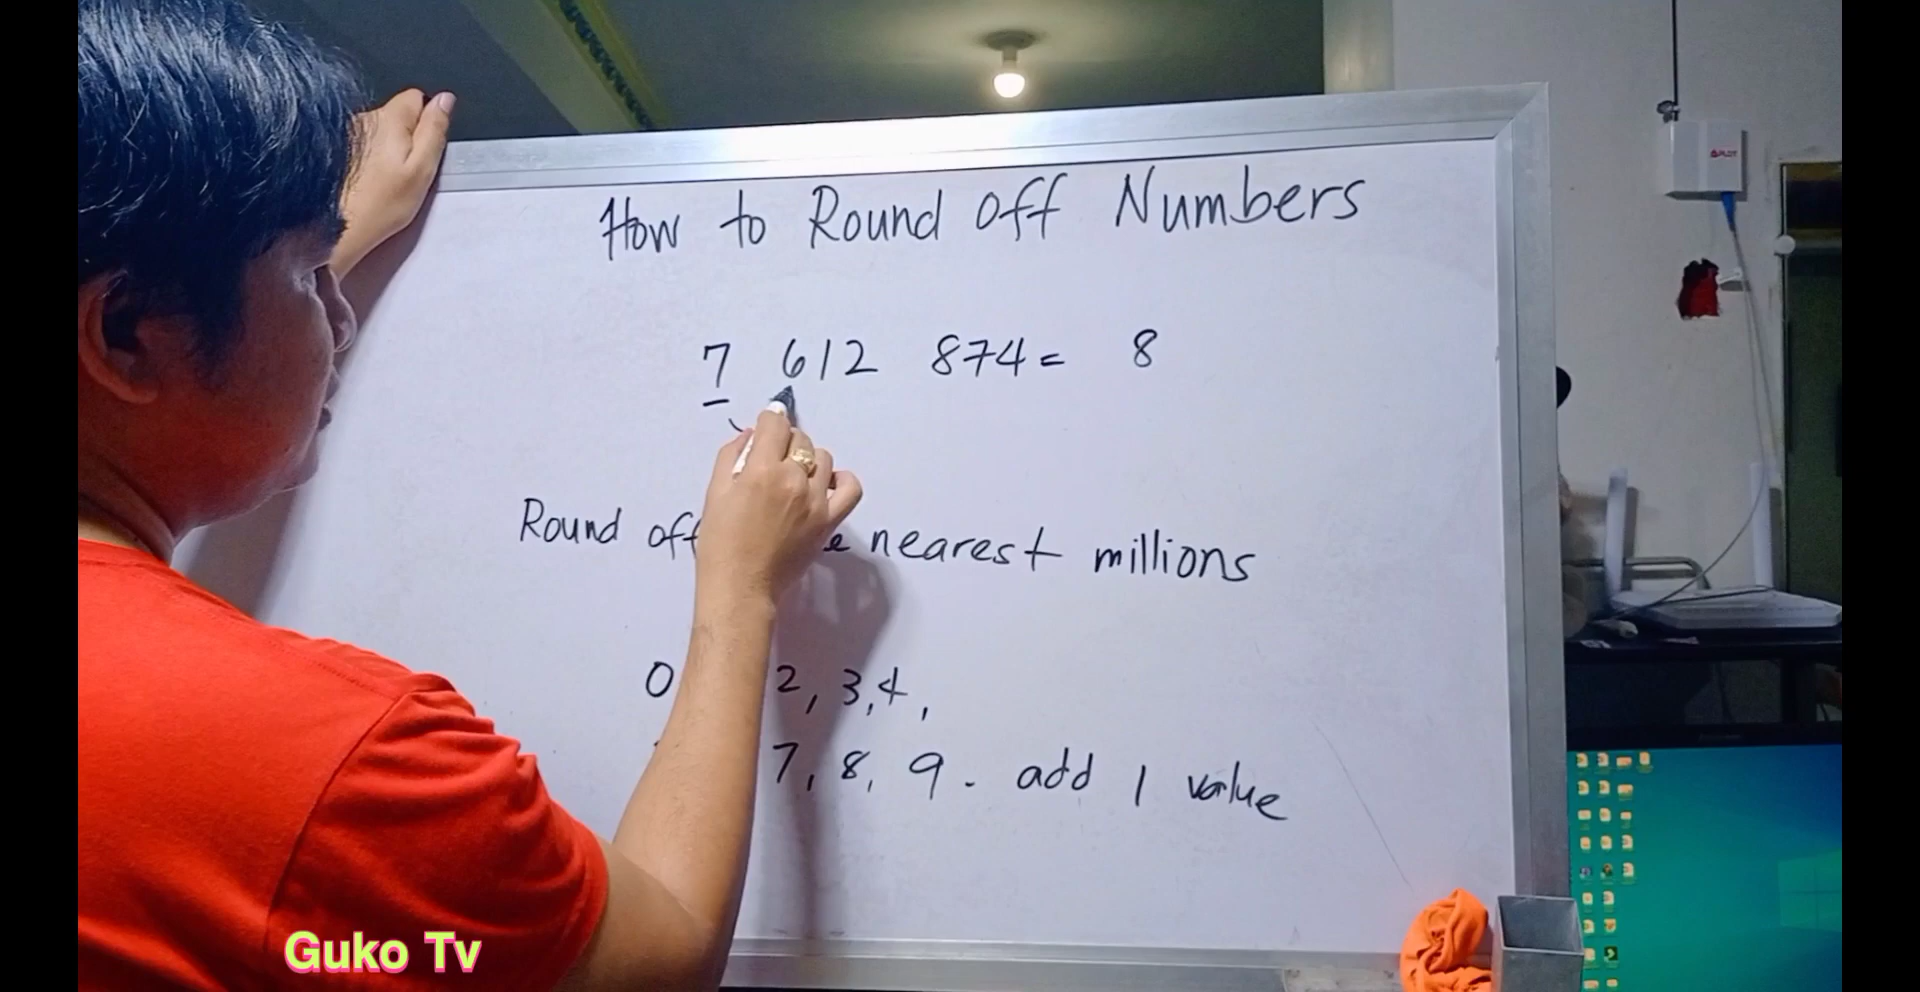 How to Round off Numbers
7 612 874 = 8
Round off nearest millions
0 2, 3, 4,
7, 8, 9 - add 1 value
Guko Tv